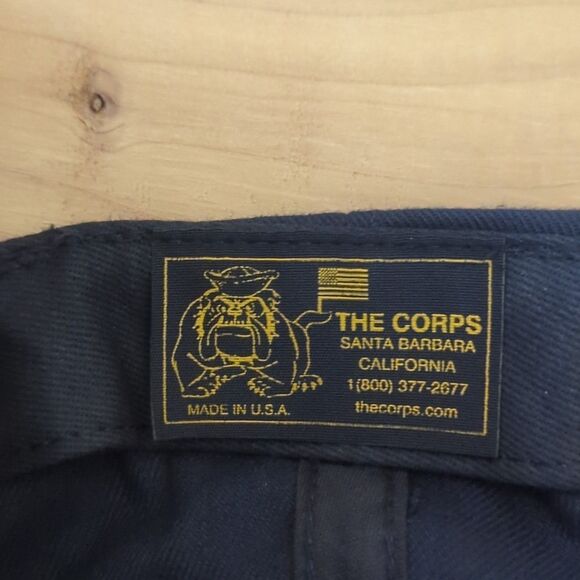 THE CORPS
SANTA BARBARA
CALIFORNIA
1(800) 377-2677
MADE IN U.S.A.
thecorps.com